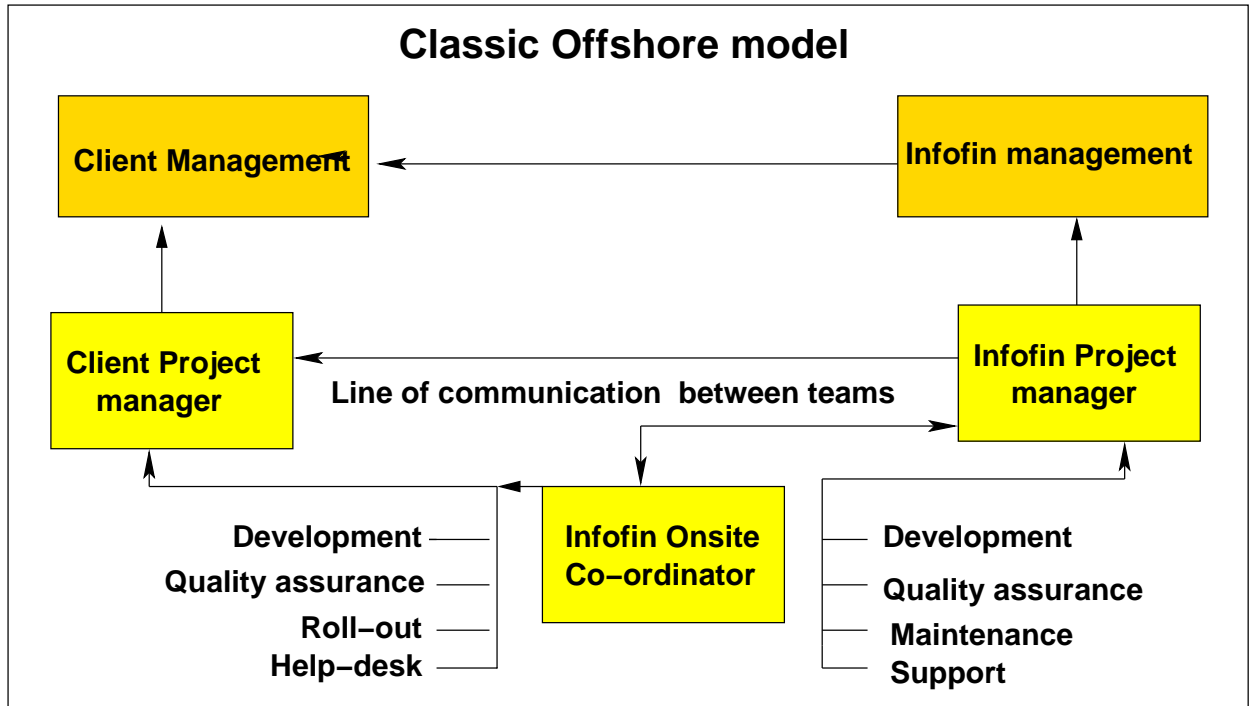 Classic Offshore model
Client Management
Infofin management
Client Project
manager
Infofin Project
manager
Line of communication  between teams
Development
Quality assurance
Roll−out
Help−desk
Infofin Onsite
Co−ordinator
Development
Quality assurance
Maintenance
Support